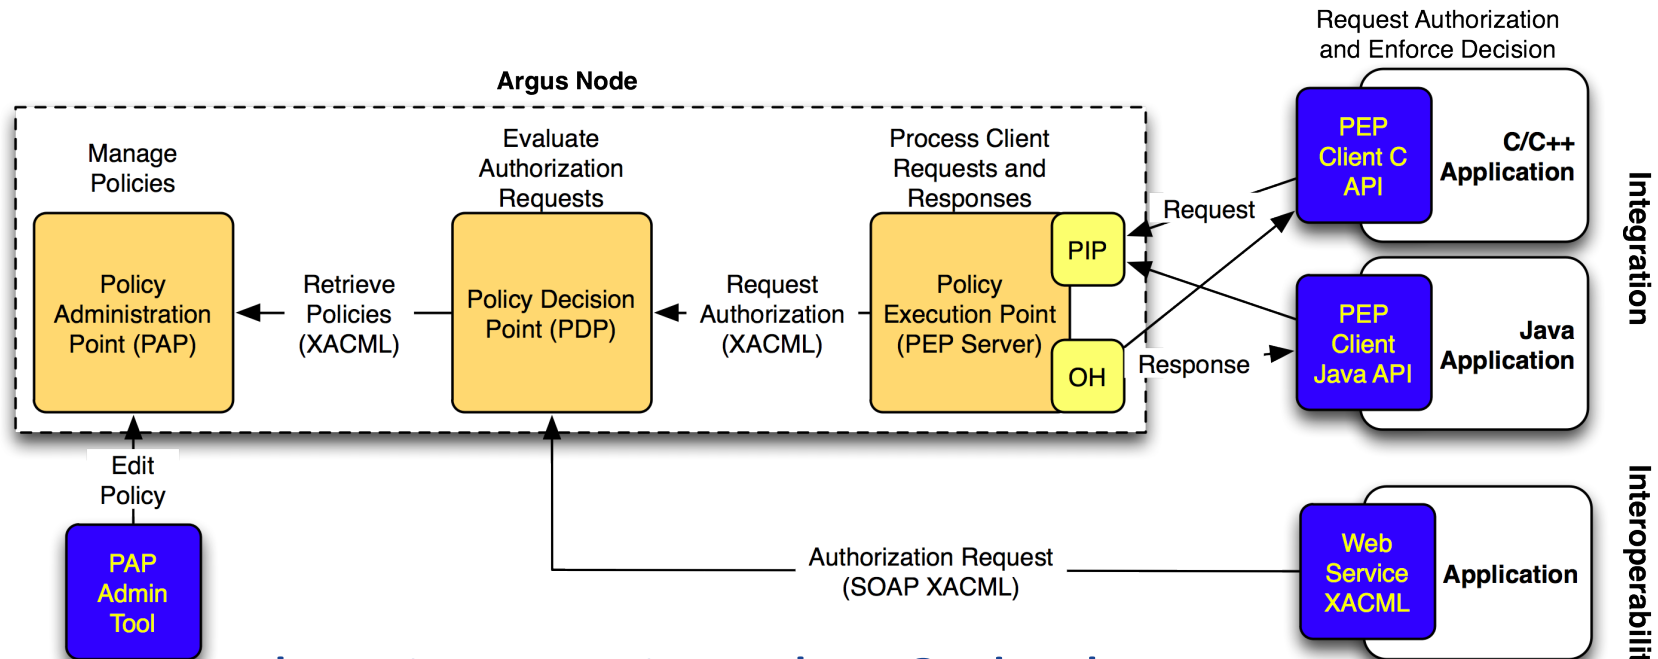 Request Authorization
and Enforce Decision
Argus Node
Manage
Policies
Evaluate
Authorization
Requests
Process Client
Requests and
Responses
Policy
Administration
Point (PAP)
Retrieve
Policies
(XACML)
Policy Decision
Point (PDP)
Request
Authorization
(XACML)
Policy
Execution Point
(PEP Server)
PIP
OH
Request
Response
PEP
Client C
API
C/C++
Application
PEP
Client
Java API
Java
Application
Integration
Edit
Policy
PAP
Admin
Tool
Authorization Request
(SOAP XACML)
Web
Service
XACML
Application